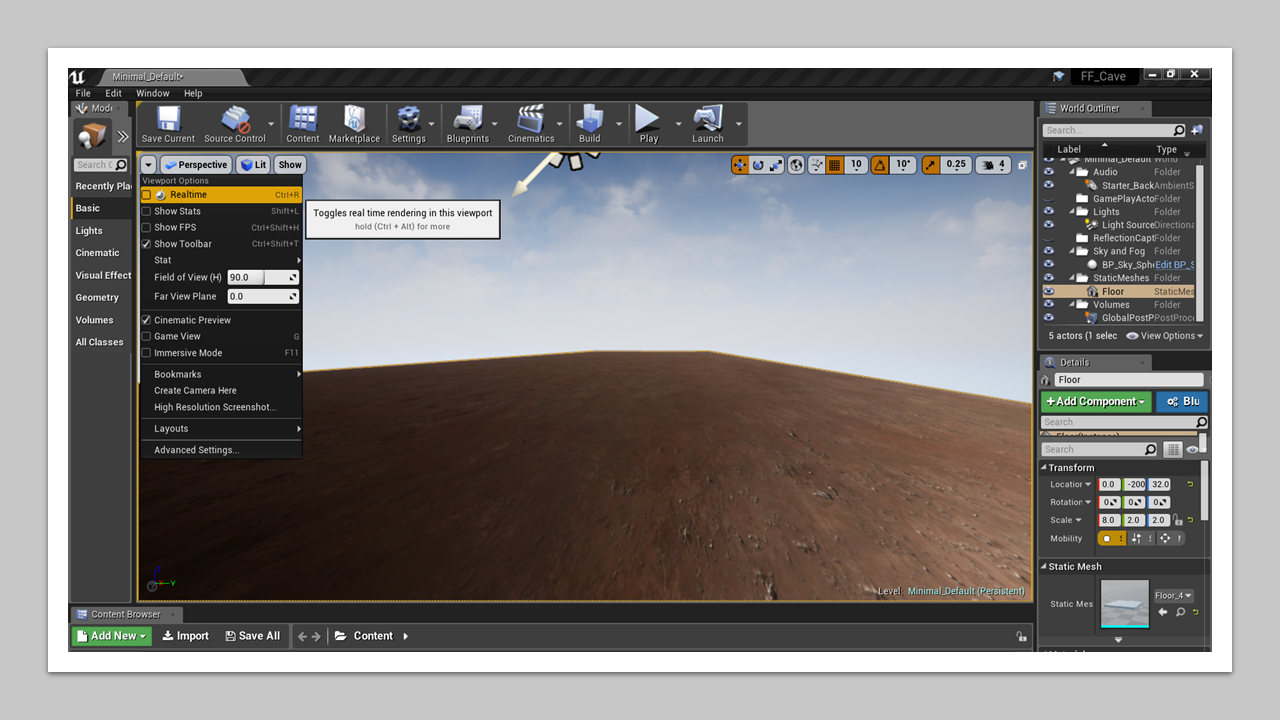 Minimal_Default*
FF_Cave
File Edit Window Help
Modi
Save Current Source Control Content Marketplace Settings Blueprints Cinematics Build Play Launch
World Outliner
Search...
Label Type
Search C
Perspective Lit Show
10 10° 0.25 4
Viewport Options
Realtime Ctrl+R
Show Stats Shift+L
Show FPS Ctrl+Shift+H
Show Toolbar Ctrl+Shift+T
Stat
Field of View (H) 90.0
Far View Plane 0.0
Cinematic Preview
Game View G
Immersive Mode F11
Bookmarks
Create Camera Here
High Resolution Screenshot...
Layouts
Advanced Settings...
Toggles real time rendering in this viewport
hold (Ctrl + Alt) for more
Recently Pla
Basic
Lights
Cinematic
Visual Effect
Geometry
Volumes
All Classes
Minimal_Default World
Audio Folder
Starter_Back AmbientS
GamePlayActo Folder
Lights Folder
Light Source Directiona
ReflectionCapt Folder
Sky and Fog Folder
BP_Sky_Sphe Edit BP_S
StaticMeshes Folder
Floor StaticMes
Volumes Folder
GlobalPostP PostProce
5 actors (1 selec View Options
Details
Floor
+Add Component Blu
Search
Floor(Instance)
Search
Transform
Location 0.0 -200 32.0
Rotation 0 0 0
Scale 8.0 2.0 2.0
Mobility
Static Mesh
Static Mes Floor_4
Level: Minimal_Default (Persistent)
Content Browser
Add New Import Save All Content